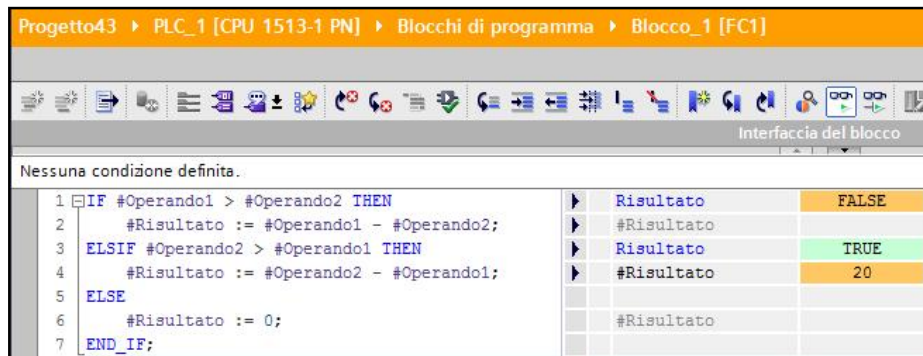 Progetto43 ▸ PLC_1 [CPU 1513-1 PN] ▸ Blocchi di programma ▸ Blocco_1 [FC1]
Interfaccia del blocco
Nessuna condizione definita.
1 IF #Operando1 > #Operando2 THEN Risultato FALSE
2 #Risultato := #Operando1 - #Operando2; #Risultato
3 ELSIF #Operando2 > #Operando1 THEN Risultato TRUE
4 #Risultato := #Operando2 - #Operando1; #Risultato 20
5 ELSE
6 #Risultato := 0; #Risultato
7 END_IF;